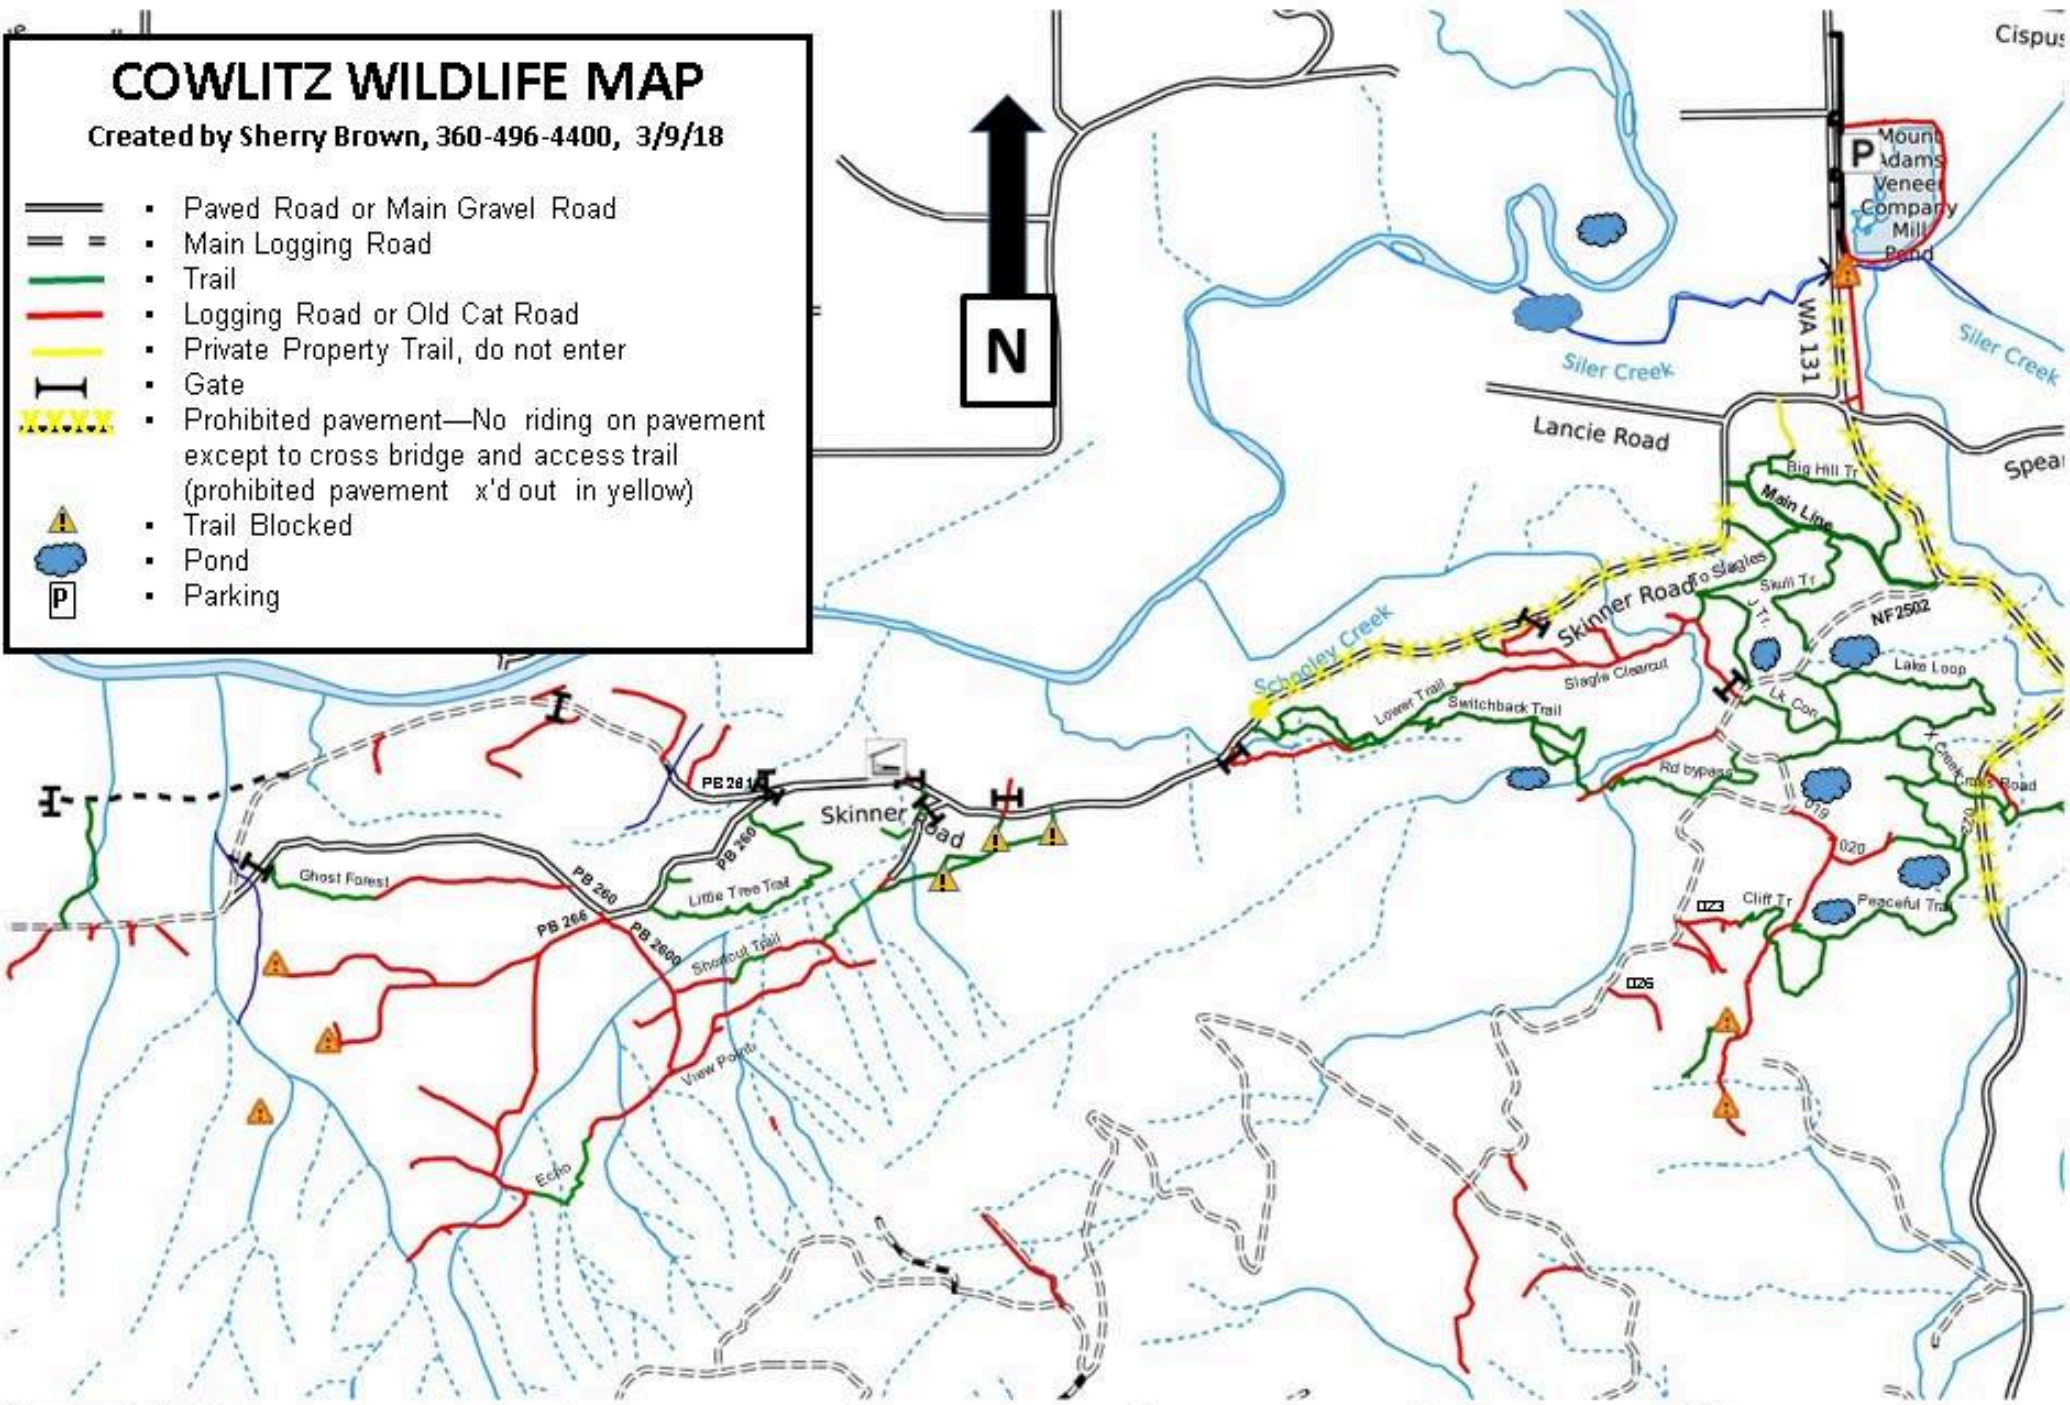 COWLITZ WILDLIFE MAP
Created by Sherry Brown, 360-496-4400, 3/9/18
▪ Paved Road or Main Gravel Road
▪ Main Logging Road
▪ Trail
▪ Logging Road or Old Cat Road
▪ Private Property Trail, do not enter
▪ Gate
▪ Prohibited pavement—No riding on pavement
except to cross bridge and access trail
(prohibited pavement x'd out in yellow)
▪ Trail Blocked
▪ Pond
P ▪ Parking
N
Cispus
P
Mount
Adams
Veneer
Company
Mill
Pond
WA 131
Siler Creek
Siler Creek
Lancie Road
Spear
Big Hill Tr
Main Line
To Slagles
Skull Tr
J Tr.
NF2502
Skinner Road
Schooley Creek
Lake Loop
Slagle Clearcut
Lower Trail
Switchback Trail
Lk. Con
X Creek
Cross Road
Rd bypass
019
022
020
023
Cliff Tr
Peaceful Trail
026
PB 261
Skinner Road
PB 260
Little Tree Trail
Ghost Forest
PB 260
PB 266
PB 2600
Shortcut Trail
View Point
Echo